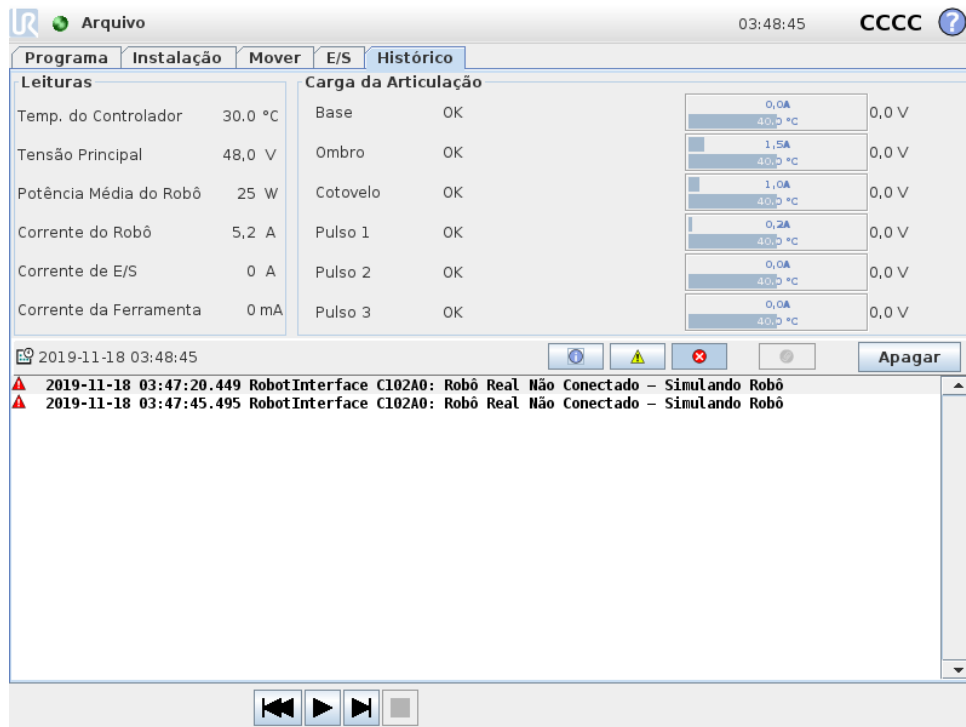 UR Arquivo 03:48:45 CCCC ?
Programa Instalação Mover E/S Histórico
Leituras
Temp. do Controlador 30.0 °C
Tensão Principal 48,0 V
Potência Média do Robô 25 W
Corrente do Robô 5,2 A
Corrente de E/S 0 A
Corrente da Ferramenta 0 mA
Carga da Articulação
Base OK 0,0A 40.0 °C 0,0 V
Ombro OK 1,5A 40.0 °C 0,0 V
Cotovelo OK 1,0A 40.0 °C 0,0 V
Pulso 1 OK 0,2A 40.0 °C 0,0 V
Pulso 2 OK 0,0A 40.0 °C 0,0 V
Pulso 3 OK 0,0A 40.0 °C 0,0 V
2019-11-18 03:48:45 Apagar
2019-11-18 03:47:20.449 RobotInterface C102A0: Robô Real Não Conectado – Simulando Robô
2019-11-18 03:47:45.495 RobotInterface C102A0: Robô Real Não Conectado – Simulando Robô